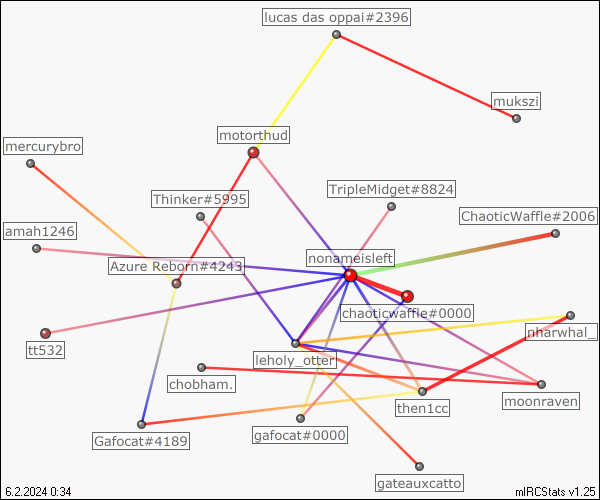 lucas das oppai#2396
mukszi
motorthud
mercurybro
Thinker#5995
TripleMidget#8824
ChaoticWaffle#2006
amah1246
nonameisleft
Azure Reborn#4243
chaoticwaffle#0000
nharwhal_
tt532
leholy_otter
chobham.
moonraven
then1cc
Gafocat#4189
gafocat#0000
gateauxcatto
6.2.2024 0:34
mIRCStats v1.25